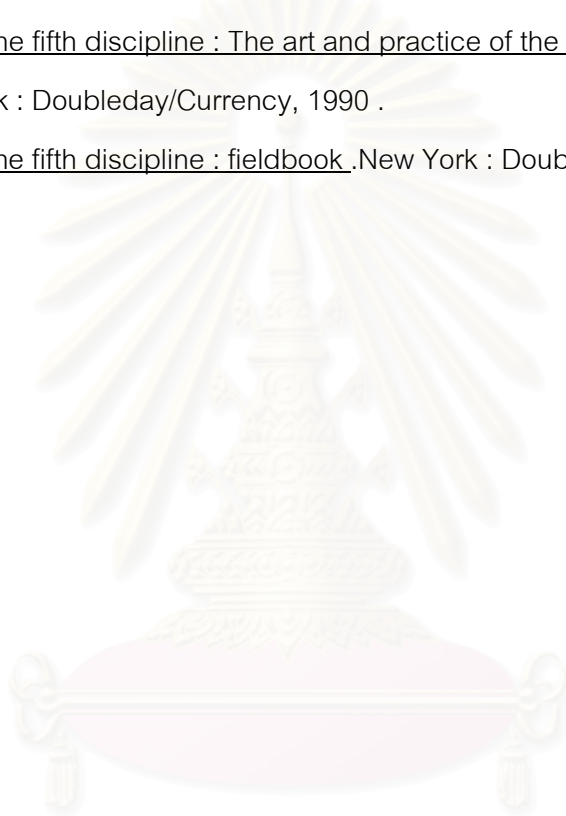 he fifth discipline : The art and practice of the
k : Doubleday/Currency, 1990 .
he fifth discipline : fieldbook .New York : Doub